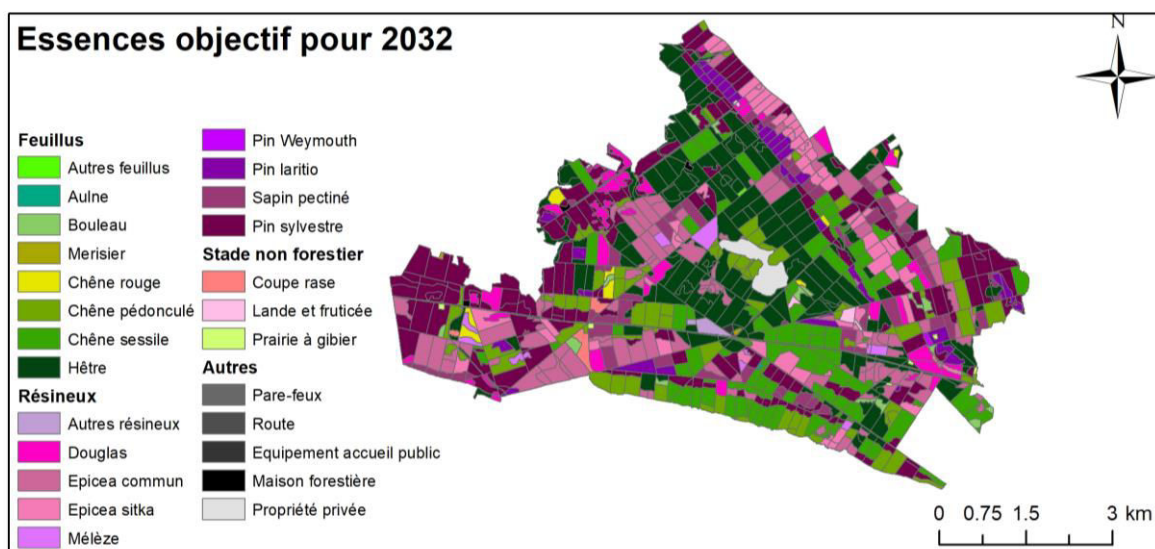 Essences objectif pour 2032
N
Feuillus
Autres feuillus
Aulne
Bouleau
Merisier
Chêne rouge
Chêne pédonculé
Chêne sessile
Hêtre
Résineux
Autres résineux
Douglas
Epicea commun
Epicea sitka
Mélèze
Pin Weymouth
Pin laritio
Sapin pectiné
Pin sylvestre
Stade non forestier
Coupe rase
Lande et fruticée
Prairie à gibier
Autres
Pare-feux
Route
Equipement accueil public
Maison forestière
Propriété privée
0 0.75 1.5 3 km